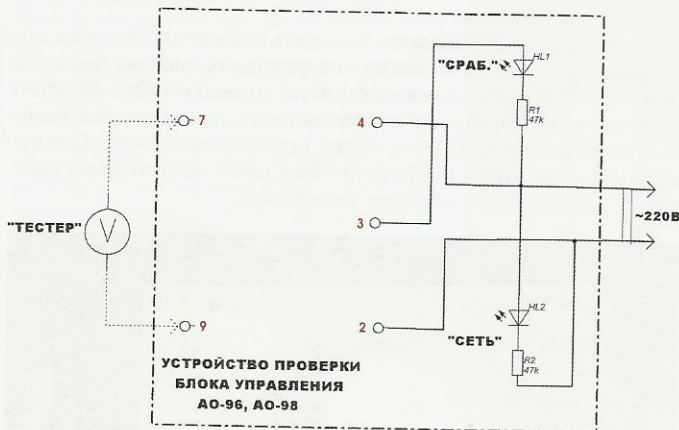 HL1
"СРАБ."
R1
47k
7
4
"ТЕСТЕР"
V
3
~220В
HL2
"СЕТЬ"
9
2
R2
47k
УСТРОЙСТВО ПРОВЕРКИ
БЛОКА УПРАВЛЕНИЯ
АО-96, АО-98